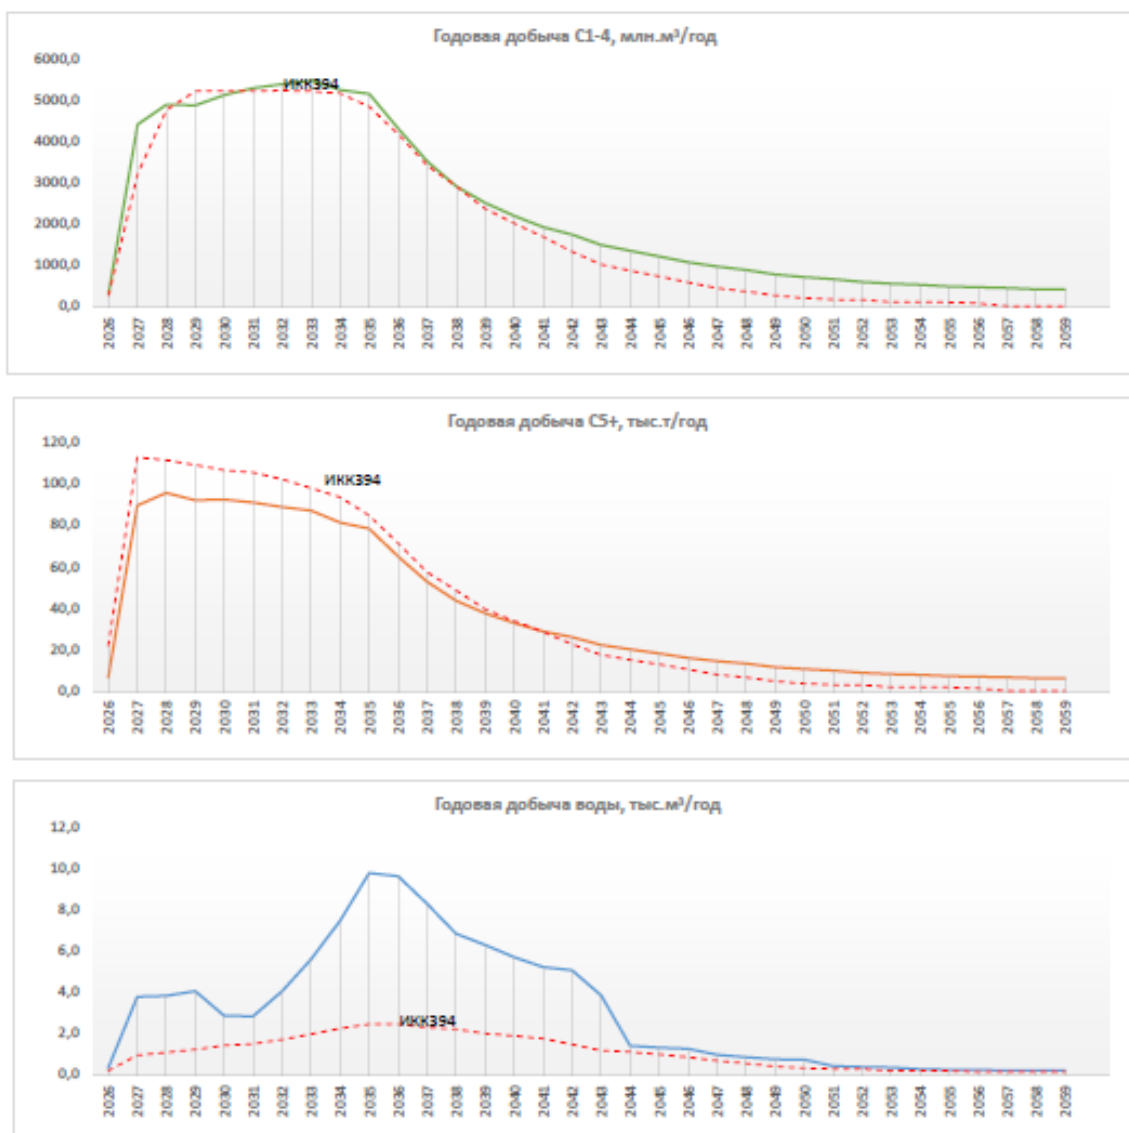 Годовая добыча С1-4, млн.м³/год
6000,0
5000,0
4000,0
3000,0
2000,0
1000,0
0,0
ИКК394
2026 2027 2028 2029 2030 2031 2032 2033 2034 2035 2036 2037 2038 2039 2040 2041 2042 2043 2044 2045 2046 2047 2048 2049 2050 2051 2052 2053 2054 2055 2056 2057 2058 2059
Годовая добыча С5+, тыс.т/год
120,0
100,0
80,0
60,0
40,0
20,0
0,0
ИКК394
2026 2027 2028 2029 2030 2031 2032 2033 2034 2035 2036 2037 2038 2039 2040 2041 2042 2043 2044 2045 2046 2047 2048 2049 2050 2051 2052 2053 2054 2055 2056 2057 2058 2059
Годовая добыча воды, тыс.м³/год
12,0
10,0
8,0
6,0
4,0
2,0
0,0
ИКК394
2026 2027 2028 2029 2030 2031 2032 2033 2034 2035 2036 2037 2038 2039 2040 2041 2042 2043 2044 2045 2046 2047 2048 2049 2050 2051 2052 2053 2054 2055 2056 2057 2058 2059